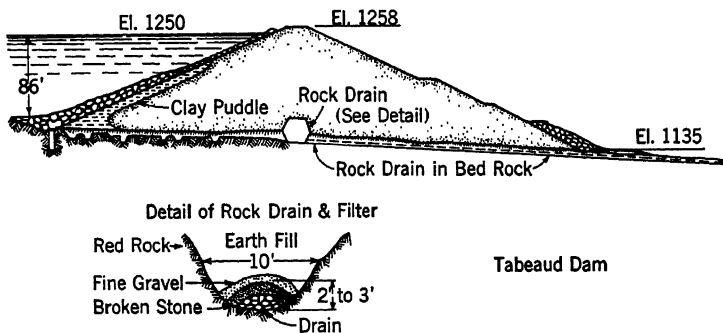 El. 1250
El. 1258
86'
Clay Puddle
Rock Drain
(See Detail)
El. 1135
Rock Drain in Bed Rock
Detail of Rock Drain & Filter
Red Rock
Earth Fill
10'
Fine Gravel
2' to 3'
Broken Stone
Drain
Tabeaud Dam